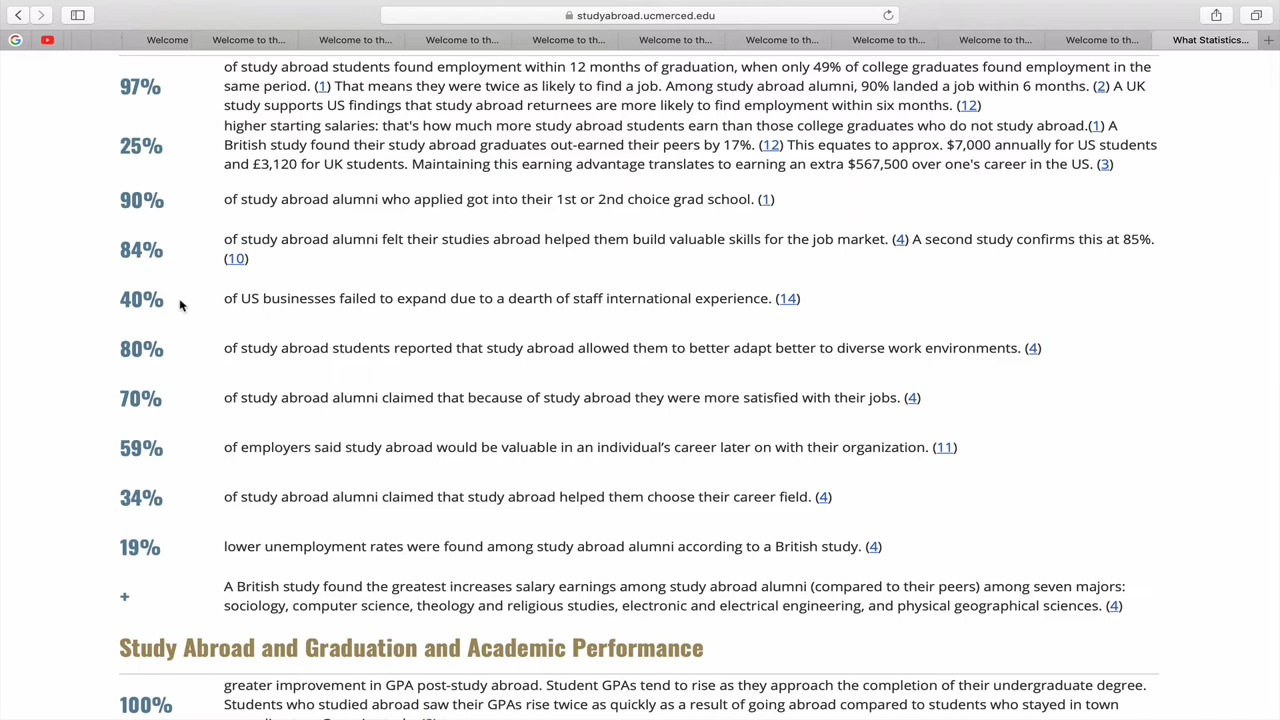 studyabroad.ucmerced.edu
Welcome
Welcome to th...
Welcome to th...
Welcome to th...
Welcome to th...
Welcome to th...
Welcome to th...
Welcome to th...
Welcome to th...
Welcome to th...
What Statistics...
of study abroad students found employment within 12 months of graduation, when only 49% of college graduates found employment in the
97% same period. (1) That means they were twice as likely to find a job. Among study abroad alumni, 90% landed a job within 6 months. (2) A UK
study supports US findings that study abroad returnees are more likely to find employment within six months. (12)
higher starting salaries: that's how much more study abroad students earn than those college graduates who do not study abroad.(1) A
25% British study found their study abroad graduates out-earned their peers by 17%. (12) This equates to approx. $7,000 annually for US students
and £3,120 for UK students. Maintaining this earning advantage translates to earning an extra $567,500 over one's career in the US. (3)
90% of study abroad alumni who applied got into their 1st or 2nd choice grad school. (1)
84% of study abroad alumni felt their studies abroad helped them build valuable skills for the job market. (4) A second study confirms this at 85%.
(10)
40% of US businesses failed to expand due to a dearth of staff international experience. (14)
80% of study abroad students reported that study abroad allowed them to better adapt better to diverse work environments. (4)
70% of study abroad alumni claimed that because of study abroad they were more satisfied with their jobs. (4)
59% of employers said study abroad would be valuable in an individual's career later on with their organization. (11)
34% of study abroad alumni claimed that study abroad helped them choose their career field. (4)
19% lower unemployment rates were found among study abroad alumni according to a British study. (4)
+ A British study found the greatest increases salary earnings among study abroad alumni (compared to their peers) among seven majors:
sociology, computer science, theology and religious studies, electronic and electrical engineering, and physical geographical sciences. (4)
Study Abroad and Graduation and Academic Performance
greater improvement in GPA post-study abroad. Student GPAs tend to rise as they approach the completion of their undergraduate degree.
100% Students who studied abroad saw their GPAs rise twice as quickly as a result of going abroad compared to students who stayed in town